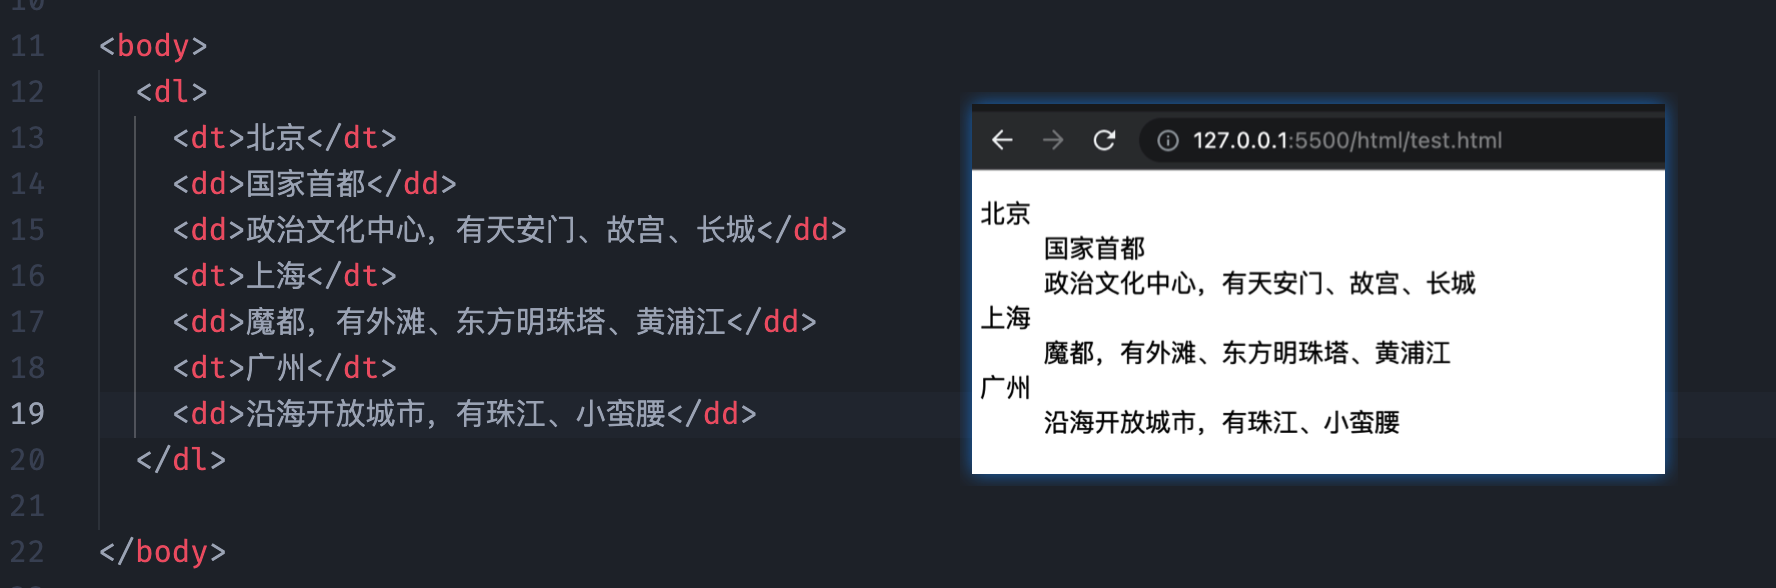 11 <body>
12 <dl>
13 <dt>北京</dt>
14 <dd>国家首都</dd>
15 <dd>政治文化中心，有天安门、故宫、长城</dd>
16 <dt>上海</dt>
17 <dd>魔都，有外滩、东方明珠塔、黄浦江</dd>
18 <dt>广州</dt>
19 <dd>沿海开放城市，有珠江、小蛮腰</dd>
20 </dl>
21
22 </body>
127.0.0.1:5500/html/test.html
北京
国家首都
政治文化中心，有天安门、故宫、长城
上海
魔都，有外滩、东方明珠塔、黄浦江
广州
沿海开放城市，有珠江、小蛮腰